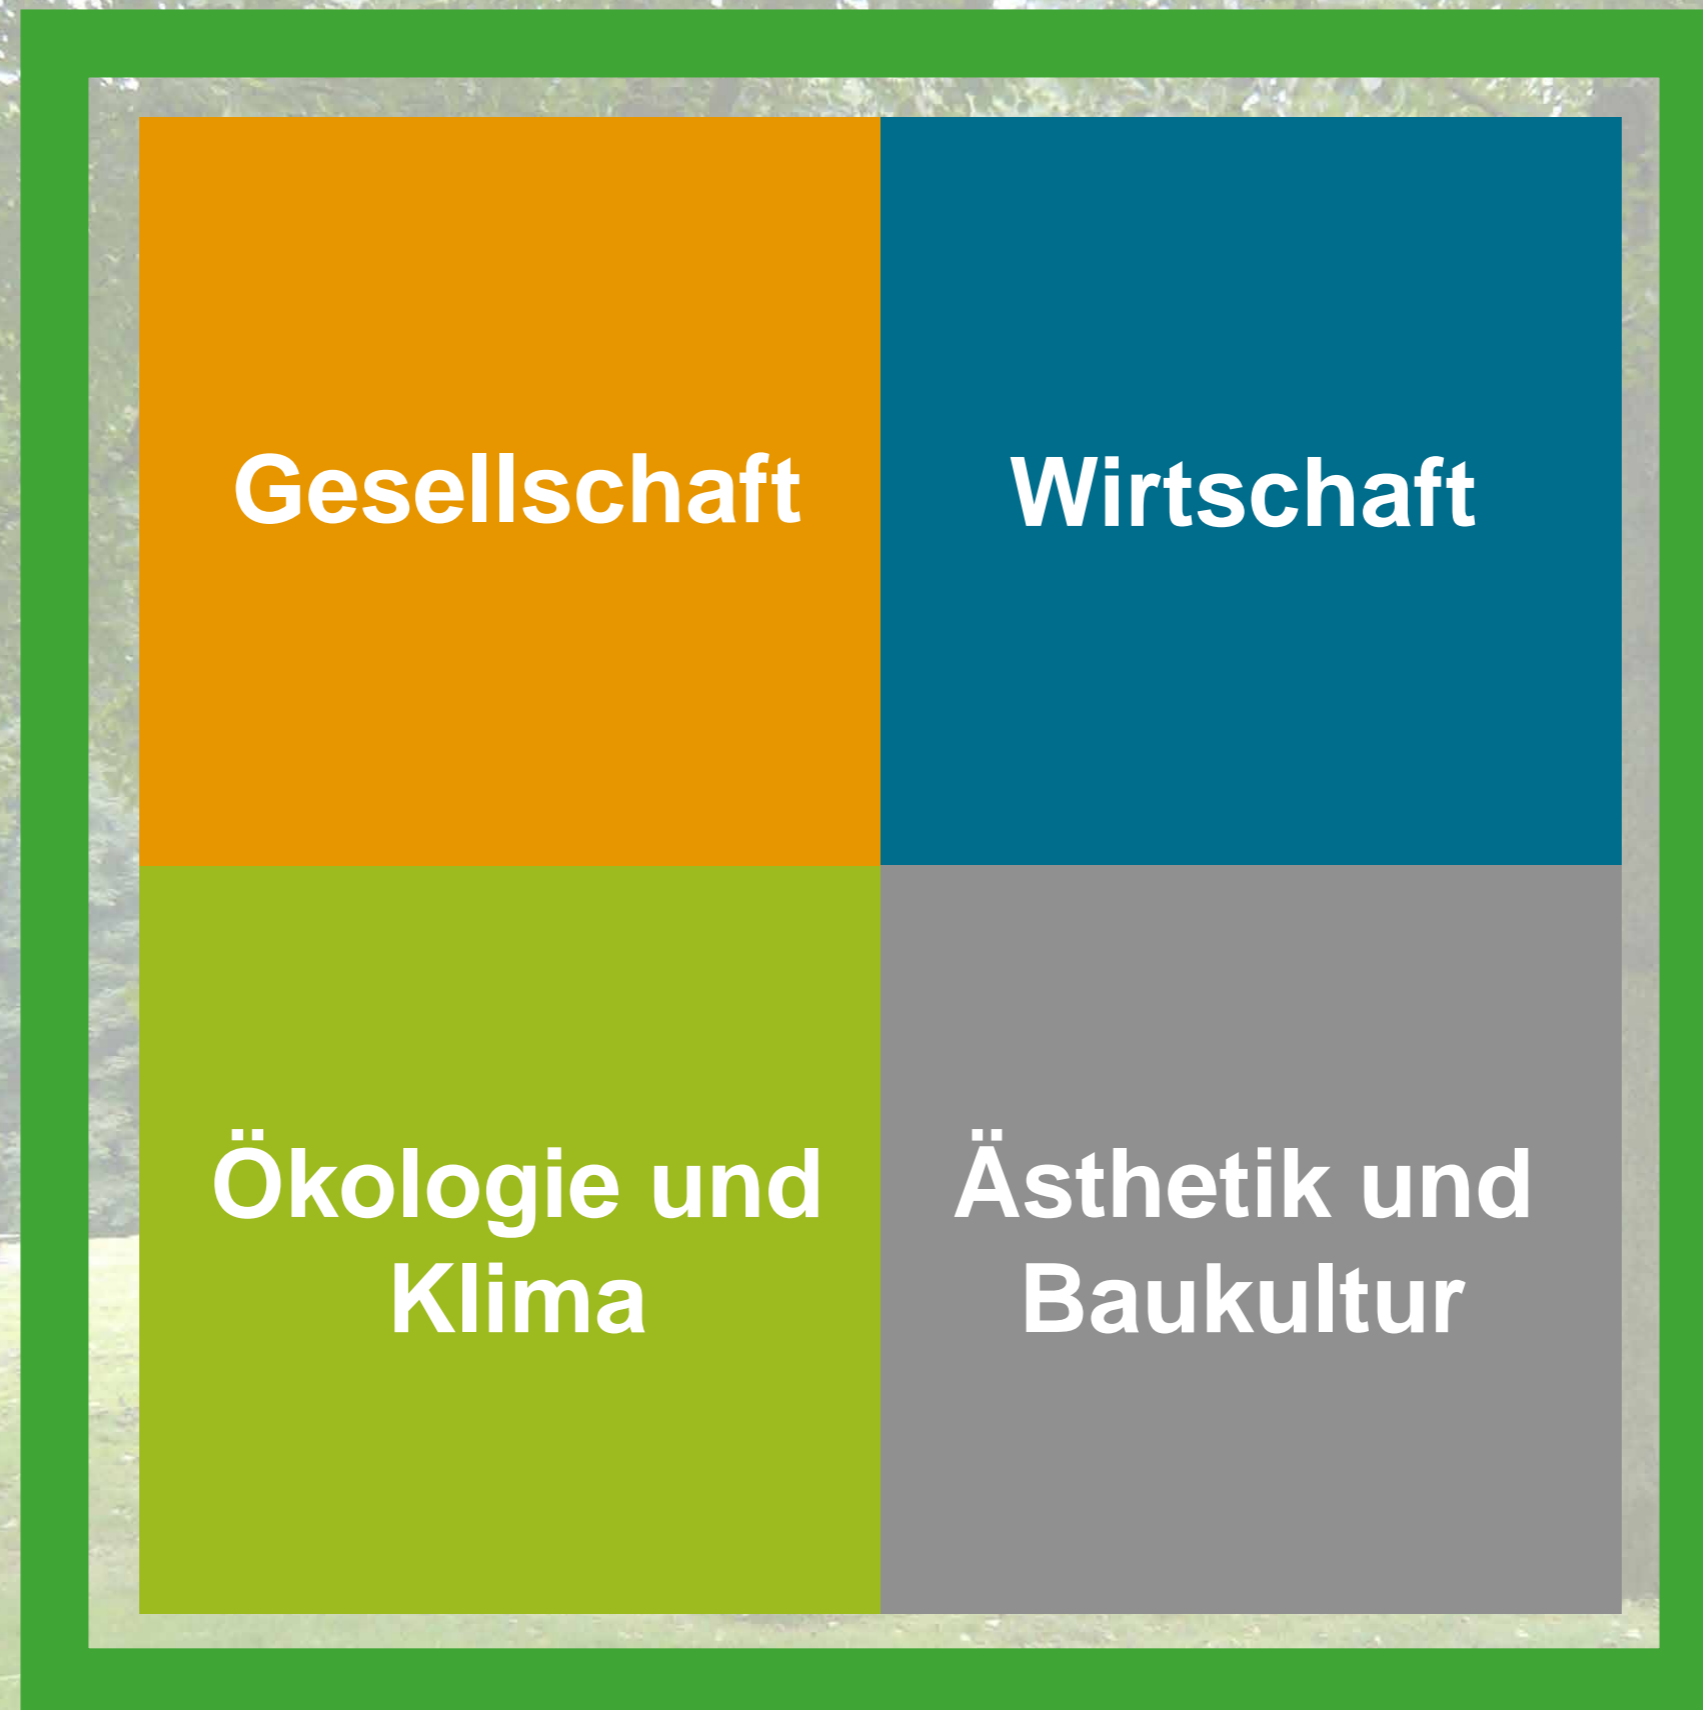 Gesellschaft
Wirtschaft
Ökologie und
Klima
Ästhetik und
Baukultur